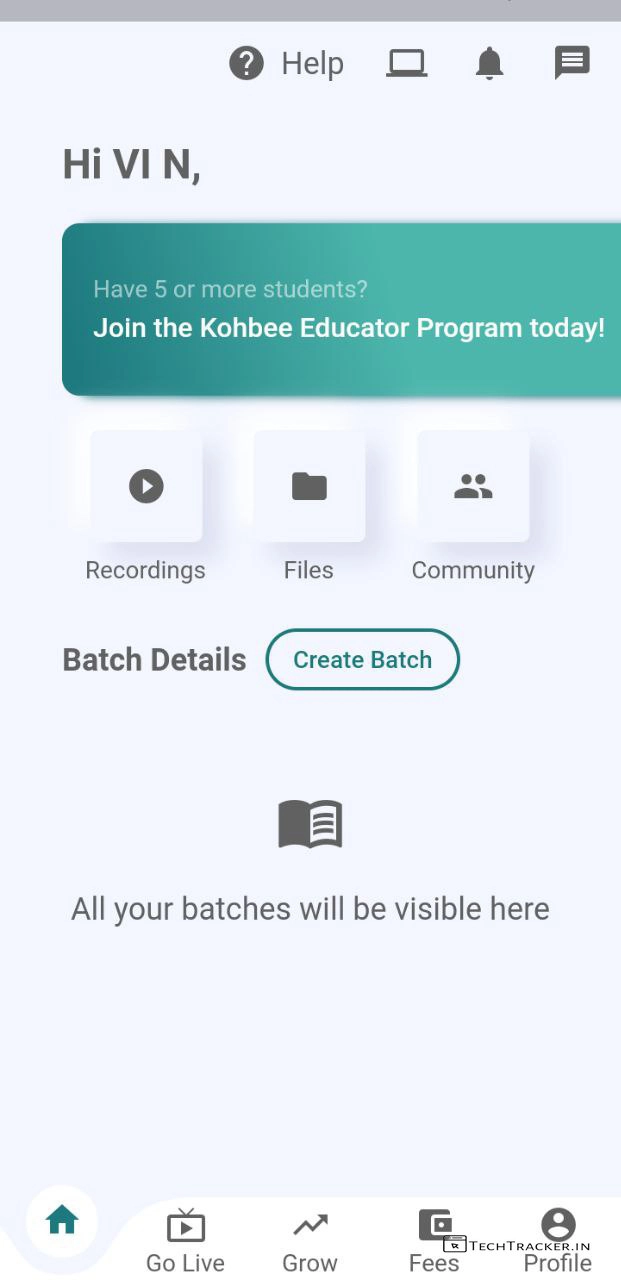 Help
Hi VI N,
Have 5 or more students?
Join the Kohbee Educator Program today!
Recordings Files Community
Batch Details Create Batch
All your batches will be visible here
Go Live Grow Fees Profile
TECHTRACKER.IN